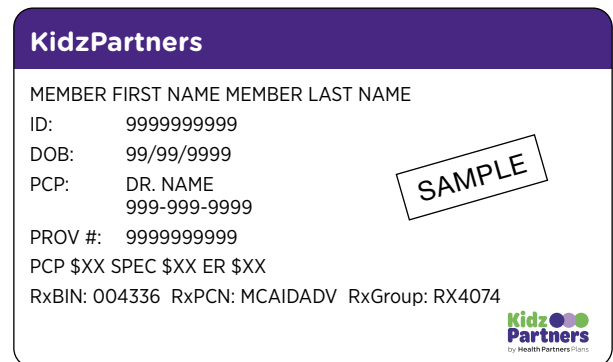 KidzPartners
MEMBER FIRST NAME MEMBER LAST NAME
ID: 9999999999
DOB: 99/99/9999
PCP: DR. NAME
999-999-9999
SAMPLE
PROV #: 9999999999
PCP $XX SPEC $XX ER $XX
RxBIN: 004336 RxPCN: MCAIDADV RxGroup: RX4074
Kidz
Partners
by Health Partners Plans